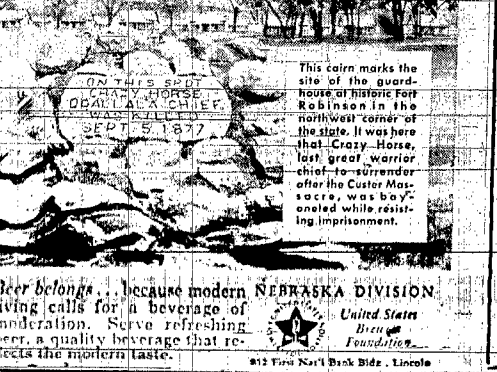 ON THIS SPOT
CRAZY HORSE
OGALLALA CHIEF
WAS KILLED
SEPT 5 1877
This cairn marks the
site of the guard-
house at historic Fort
Robinson in the
northwest corner of
the state. It was here
that Crazy Horse,
last great warrior
chief to surrender
after the Custer Mas-
sacre, was bay-
oneted while resist-
ing imprisonment.
Beer belongs... because modern
living calls for a beverage of
moderation. Serve refreshing
beer, a quality beverage that re-
flects the modern taste.
NEBRASKA DIVISION
United States
Brewers
Foundation
812 First Nat'l Bank Bldg., Lincoln